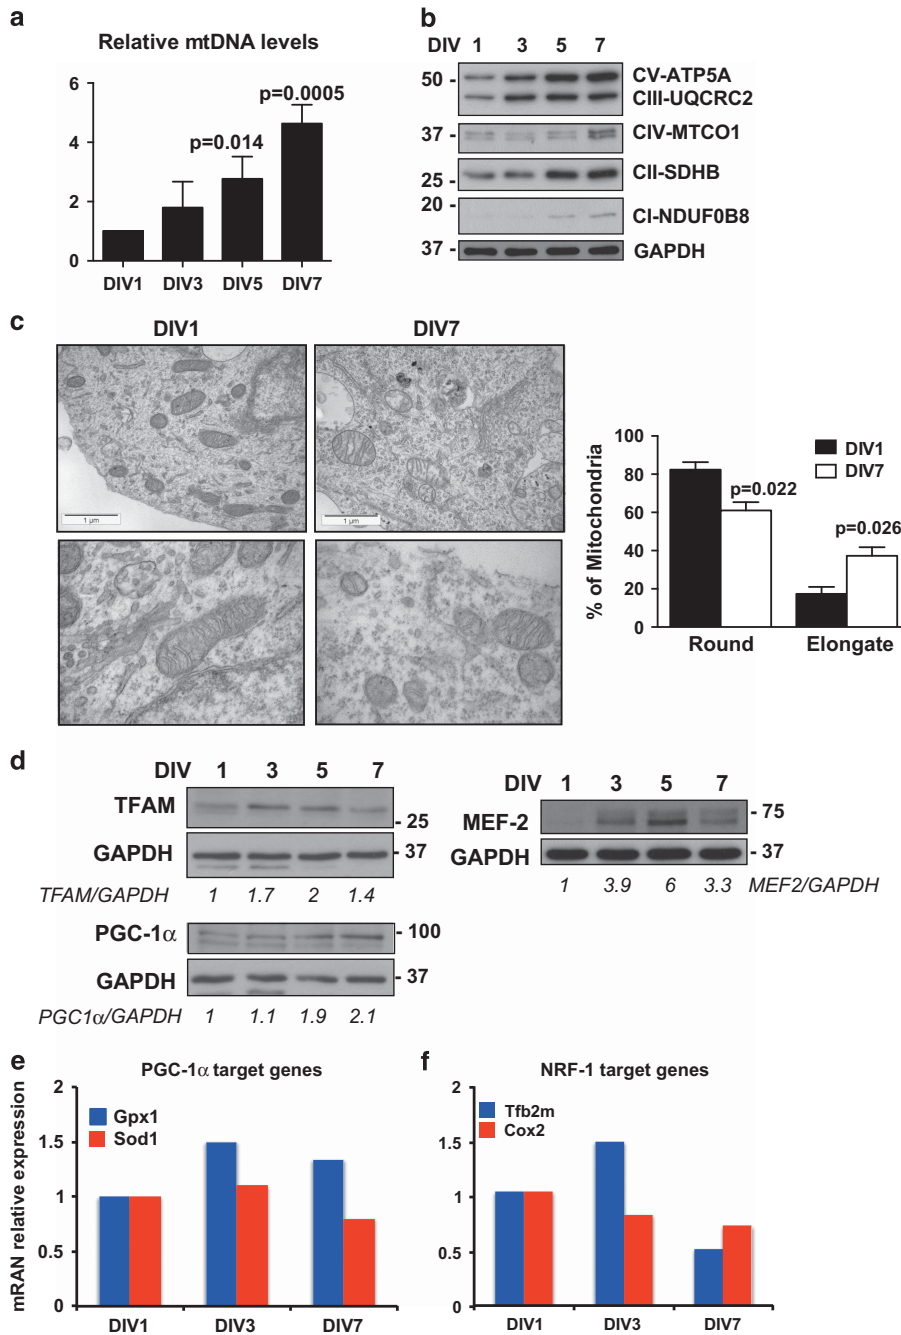 a
Relative mtDNA levels
6
4
2
0
p=0.014
p=0.0005
DIV1 DIV3 DIV5 DIV7
b
DIV 1 3 5 7
50 - CV-ATP5A
CIII-UQCRC2
37 - CIV-MTCO1
25 - CII-SDHB
20 - CI-NDUF0B8
37 - GAPDH
c
DIV1 DIV7
1 µm 1 µm
% of Mitochondria
100
80
60
40
20
0
DIV1
DIV7
p=0.022
p=0.026
Round Elongate
d
DIV 1 3 5 7
TFAM - 25
GAPDH - 37
TFAM/GAPDH 1 1.7 2 1.4
PGC-1α - 100
GAPDH - 37
PGC1α/GAPDH 1 1.1 1.9 2.1
DIV 1 3 5 7
MEF-2 - 75
GAPDH - 37
1 3.9 6 3.3 MEF2/GAPDH
e
PGC-1α target genes
mRAN relative expression
2
1.5
1
0.5
0
Gpx1
Sod1
DIV1 DIV3 DIV7
f
NRF-1 target genes
2
1.5
1
0.5
0
Tfb2m
Cox2
DIV1 DIV3 DIV7